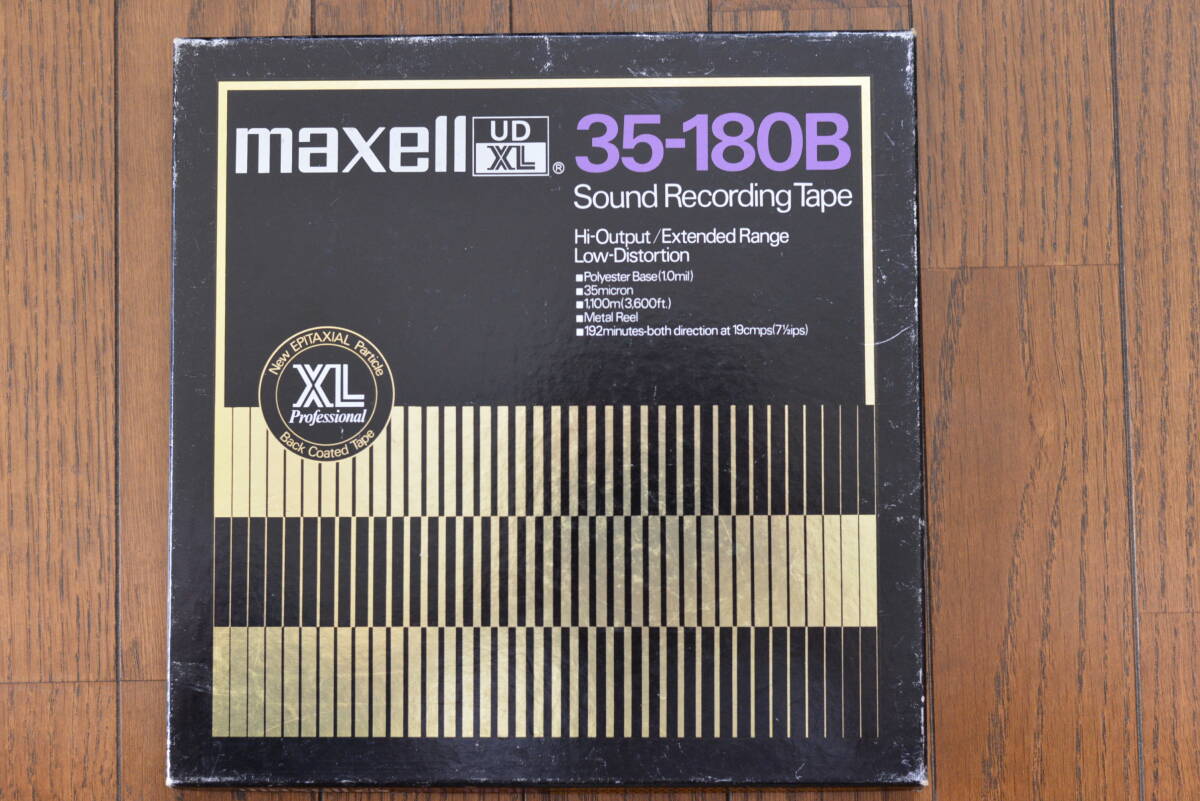 maxell UD XL ® 35-180B
Sound Recording Tape
Hi-Output/Extended Range
Low-Distortion
■Polyester Base(1.0mil)
■35micron
■1,100m(3,600ft.)
■Metal Reel
■192minutes-both direction at 19cmps(7½ips)
New EPITAXIAL Particle
XL
Professional
Back Coated Tape